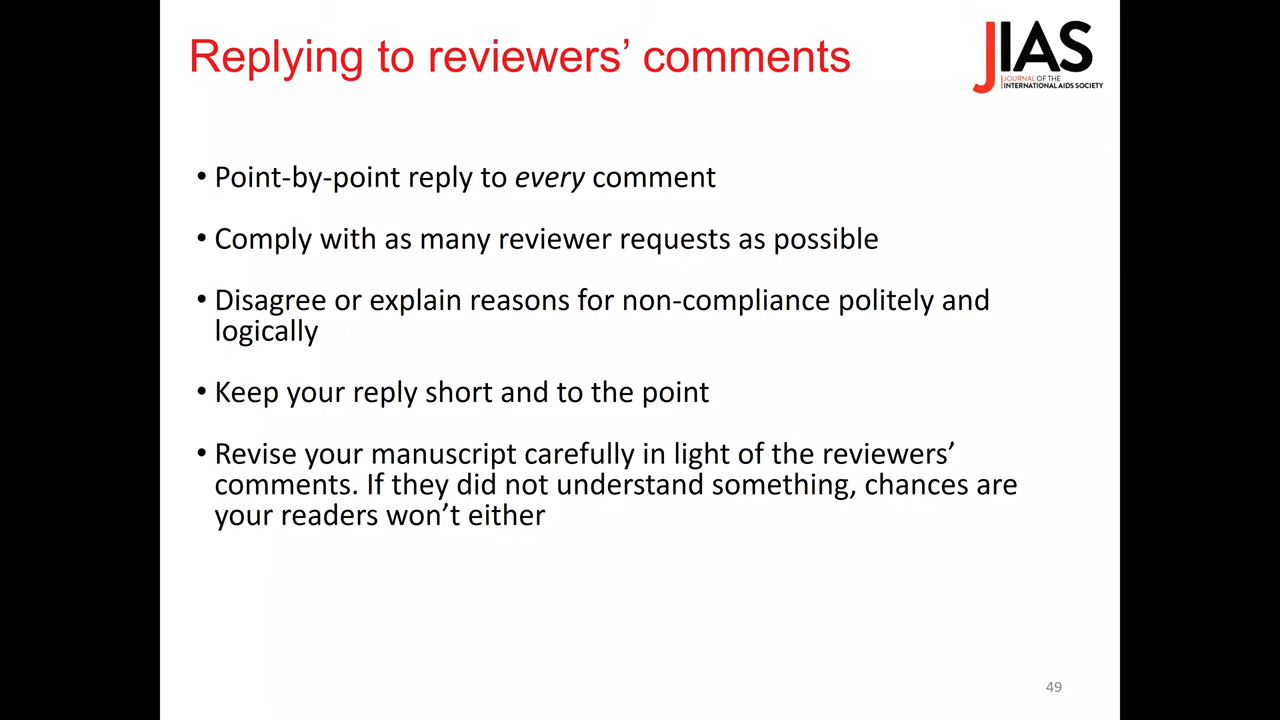 Replying to reviewers’ comments
JIAS
JOURNAL OF THE
INTERNATIONAL AIDS SOCIETY
• Point-by-point reply to every comment
• Comply with as many reviewer requests as possible
• Disagree or explain reasons for non-compliance politely and
logically
• Keep your reply short and to the point
• Revise your manuscript carefully in light of the reviewers’
comments. If they did not understand something, chances are
your readers won’t either
49